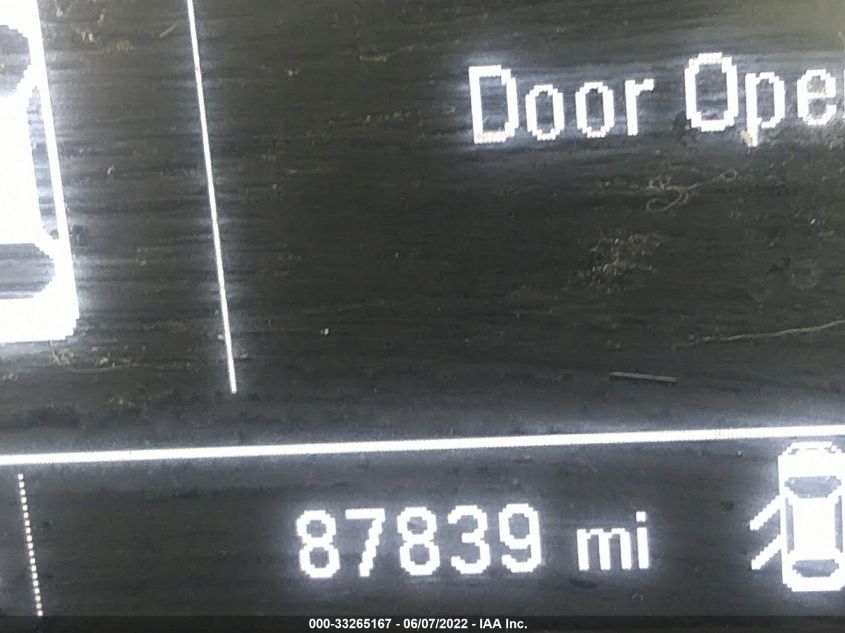 Door Ope
87839 mi
000-33265167 - 06/07/2022 - IAA Inc.